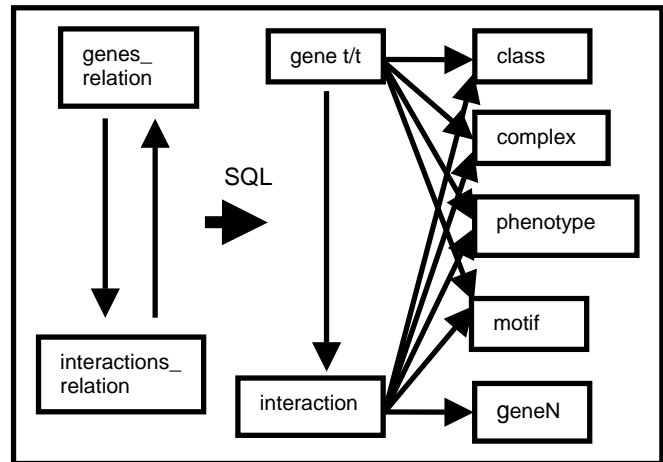 genes_
relation
SQL
interactions_
relation
gene t/t
interaction
class
complex
phenotype
motif
geneN